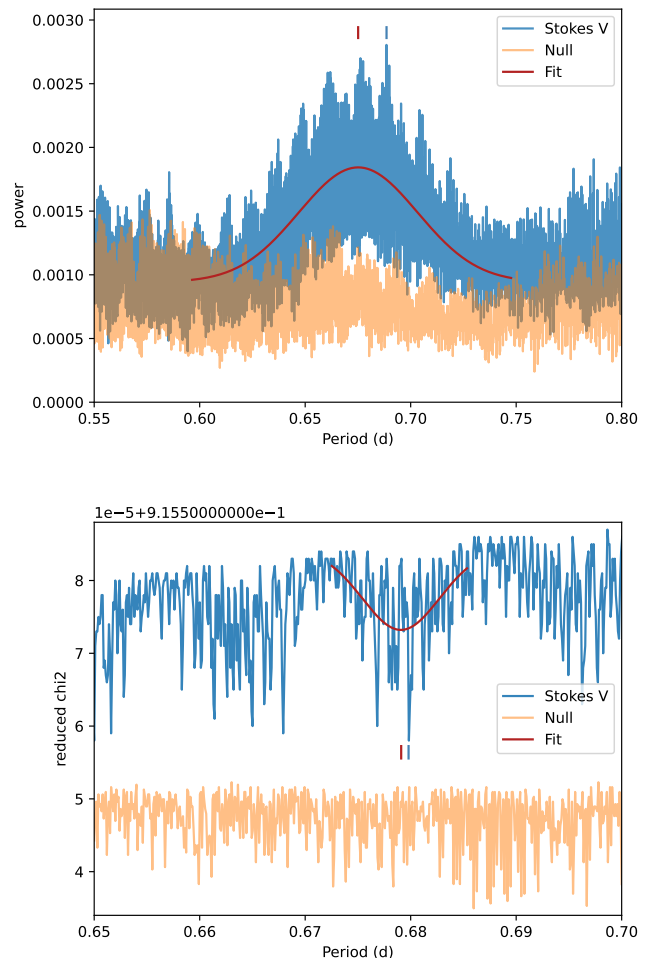 0.0030
0.0025
0.0020
0.0015
0.0010
0.0005
0.0000
power
Stokes V
Null
Fit
0.55 0.60 0.65 0.70 0.75 0.80
Period (d)
1e-5+9.1550000000e-1
8
7
6
5
4
reduced chi2
Stokes V
Null
Fit
0.65 0.66 0.67 0.68 0.69 0.70
Period (d)